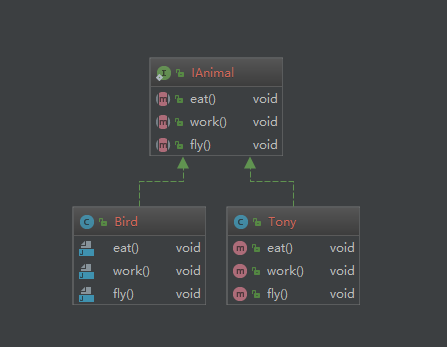 I IAnimal
m eat() void
m work() void
m fly() void
C Bird
eat() void
work() void
fly() void
C Tony
m eat() void
m work() void
m fly() void